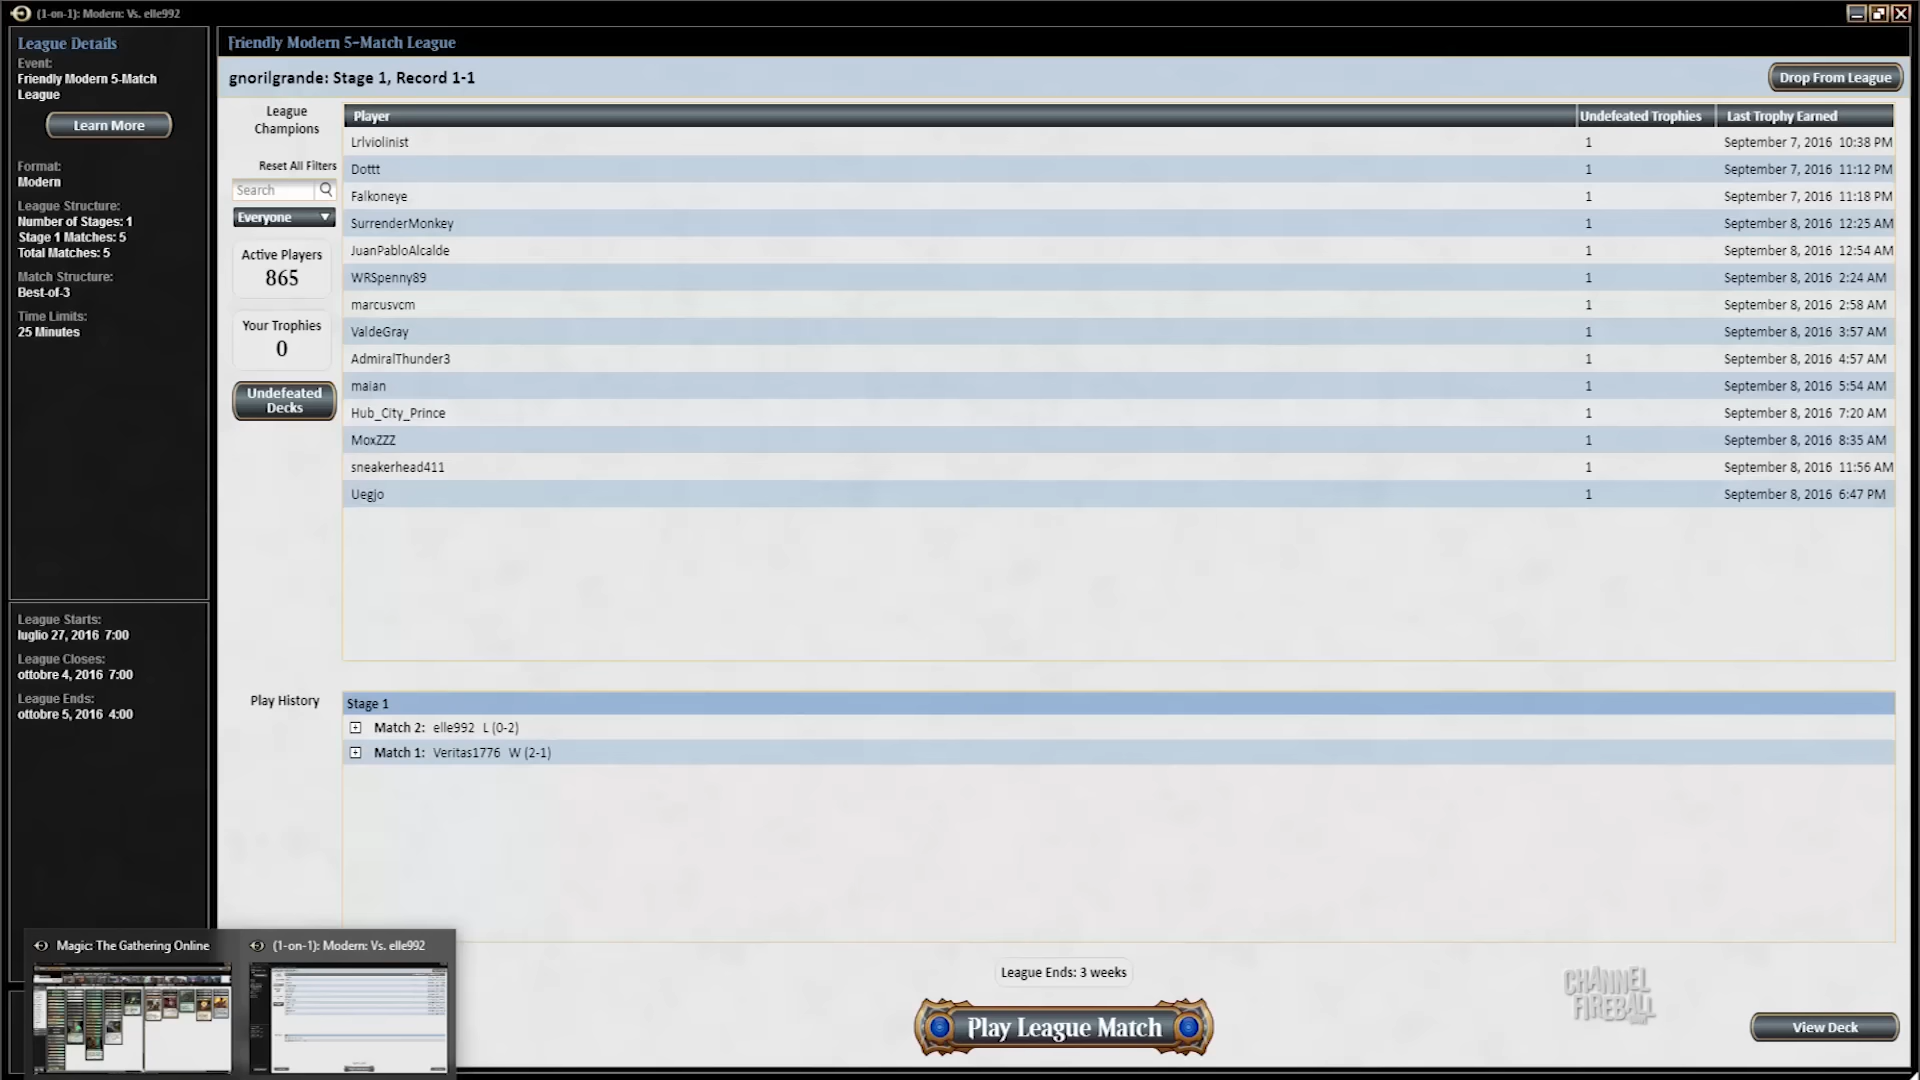 (1-on-1): Modern: Vs. elle992
League Details
Event:
Friendly Modern 5-Match
League
Learn More
Format:
Modern
League Structure:
Number of Stages: 1
Stage 1 Matches: 5
Total Matches: 5
Match Structure:
Best-of-3
Time Limits:
25 Minutes
League Starts:
luglio 27, 2016 7:00
League Closes:
ottobre 4, 2016 7:00
League Ends:
ottobre 5, 2016 4:00
Friendly Modern 5-Match League
gnorilgrande: Stage 1, Record 1-1
Drop From League
League
Champions
Reset All Filters
Search
Everyone
Active Players
865
Your Trophies
0
Undefeated
Decks
Player Undefeated Trophies Last Trophy Earned
Lrlviolinist 1 September 7, 2016 10:38 PM
Dottt 1 September 7, 2016 11:12 PM
Falkoneye 1 September 7, 2016 11:18 PM
SurrenderMonkey 1 September 8, 2016 12:25 AM
JuanPabloAlcalde 1 September 8, 2016 12:54 AM
WRSpenny89 1 September 8, 2016 2:24 AM
marcusvcm 1 September 8, 2016 2:58 AM
ValdeGray 1 September 8, 2016 3:57 AM
AdmiralThunder3 1 September 8, 2016 4:57 AM
malan 1 September 8, 2016 5:54 AM
Hub_City_Prince 1 September 8, 2016 7:20 AM
MoxZZZ 1 September 8, 2016 8:35 AM
sneakerhead411 1 September 8, 2016 11:56 AM
Uegjo 1 September 8, 2016 6:47 PM
Play History
Stage 1
Match 2: elle992 L (0-2)
Match 1: Veritas1776 W (2-1)
Magic: The Gathering Online
(1-on-1): Modern: Vs. elle992
League Ends: 3 weeks
Play League Match
CHANNEL
FIREBALL
View Deck